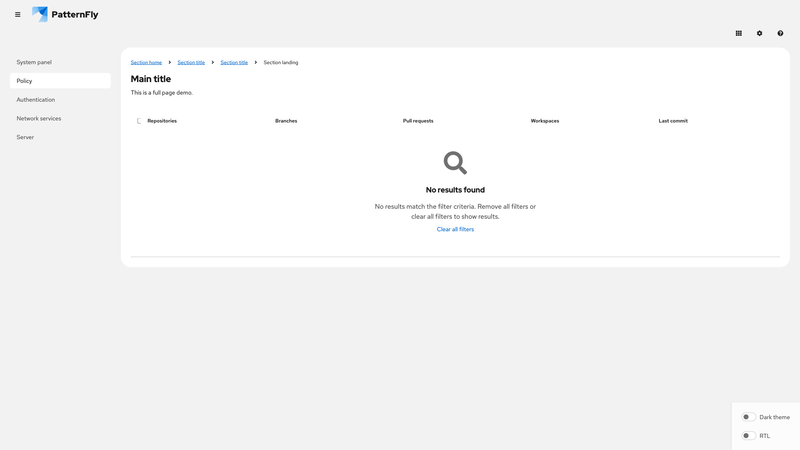 PatternFly
System panel
Policy
Authentication
Network services
Server
Section home
Section title
Section title
Section landing
Main title
This is a full page demo.
Repositories
Branches
Pull requests
Workspaces
Last commit
No results found
No results match the filter criteria. Remove all filters or
clear all filters to show results.
Clear all filters
Dark theme
RTL